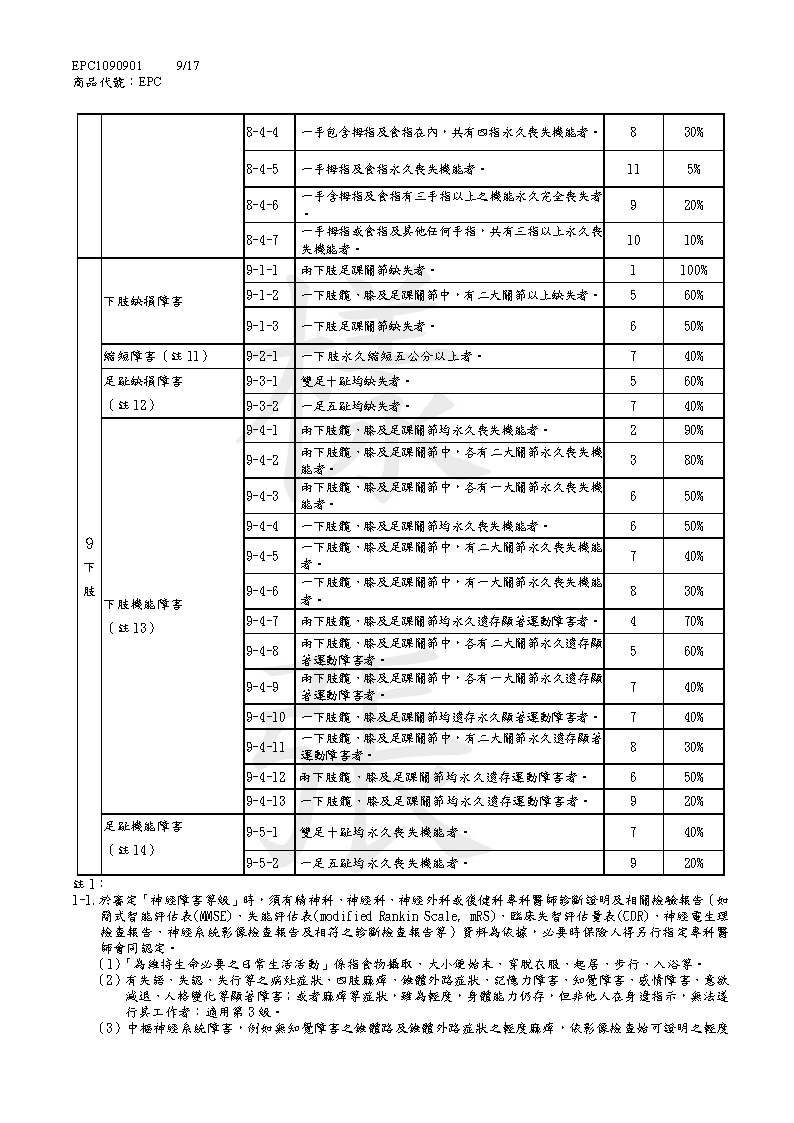 EPC1090901 9/17
商品代號：EPC
8-4-4 一手包含拇指及食指在內，共有四指永久喪失機能者。 8 30%
8-4-5 一手拇指及食指永久喪失機能者。 11 5%
8-4-6 一手含拇指及食指有三手指以上之機能永久完全喪失者
。 9 20%
8-4-7 一手拇指或食指及其他任何手指，共有三指以上永久喪
失機能者。 10 10%
9
下
肢
下肢缺損障害
9-1-1 兩下肢足踝關節缺失者。 1 100%
9-1-2 一下肢髖、膝及足踝關節中，有二大關節以上缺失者。 5 60%
9-1-3 一下肢足踝關節缺失者。 6 50%
縮短障害（註11） 9-2-1 一下肢永久縮短五公分以上者。 7 40%
足趾缺損障害
（註12）
9-3-1 雙足十趾均缺失者。 5 60%
9-3-2 一足五趾均缺失者。 7 40%
下肢機能障害
（註13）
9-4-1 兩下肢髖、膝及足踝關節均永久喪失機能者。 2 90%
9-4-2 兩下肢髖、膝及足踝關節中，各有二大關節永久喪失機
能者。 3 80%
9-4-3 兩下肢髖、膝及足踝關節中，各有一大關節永久喪失機
能者。 6 50%
9-4-4 一下肢髖、膝及足踝關節均永久喪失機能者。 6 50%
9-4-5 一下肢髖、膝及足踝關節中，有二大關節永久喪失機能
者。 7 40%
9-4-6 一下肢髖、膝及足踝關節中，有一大關節永久喪失機能
者。 8 30%
9-4-7 兩下肢髖、膝及足踝關節均永久遺存顯著運動障害者。 4 70%
9-4-8 兩下肢髖、膝及足踝關節中，各有二大關節永久遺存顯
著運動障害者。 5 60%
9-4-9 兩下肢髖、膝及足踝關節中，各有一大關節永久遺存顯
著運動障害者。 7 40%
9-4-10 一下肢髖、膝及足踝關節均遺存永久顯著運動障害者。 7 40%
9-4-11 一下肢髖、膝及足踝關節中，有二大關節永久遺存顯著
運動障害者。 8 30%
9-4-12 兩下肢髖、膝及足踝關節均永久遺存運動障害者。 6 50%
9-4-13 一下肢髖、膝及足踝關節均永久遺存運動障害者。 9 20%
足趾機能障害
（註14）
9-5-1 雙足十趾均永久喪失機能者。 7 40%
9-5-2 一足五趾均永久喪失機能者。 9 20%
註1：
1-1.於審定「神經障害等級」時，須有精神科、神經科、神經外科或復健科專科醫師診斷證明及相關檢驗報告（如
簡式智能評估表(MMSE)、失能評估表(modified Rankin Scale, mRS)、臨床失智評估量表(CDR)、神經電生理
檢查報告、神經系統影像檢查報告及相符之診斷檢查報告等）資料為依據，必要時保險人得另行指定專科醫
師會同認定。
(1)「為維持生命必要之日常生活活動」係指食物攝取、大小便始末、穿脫衣服、起居、步行、入浴等。
(2)有失語、失認、失行等之病灶症狀、四肢麻痺、錐體外路症狀、記憶力障害、知覺障害、感情障害、意欲
減退、人格變化等顯著障害；或者麻痺等症狀，雖為輕度，身體能力仍存，但非他人在身邊指示，無法遂
行其工作者：適用第3級。
(3)中樞神經系統障害，例如無知覺障害之錐體路及錐體外路症狀之輕度麻痺，依影像檢查始可證明之輕度
樣
張